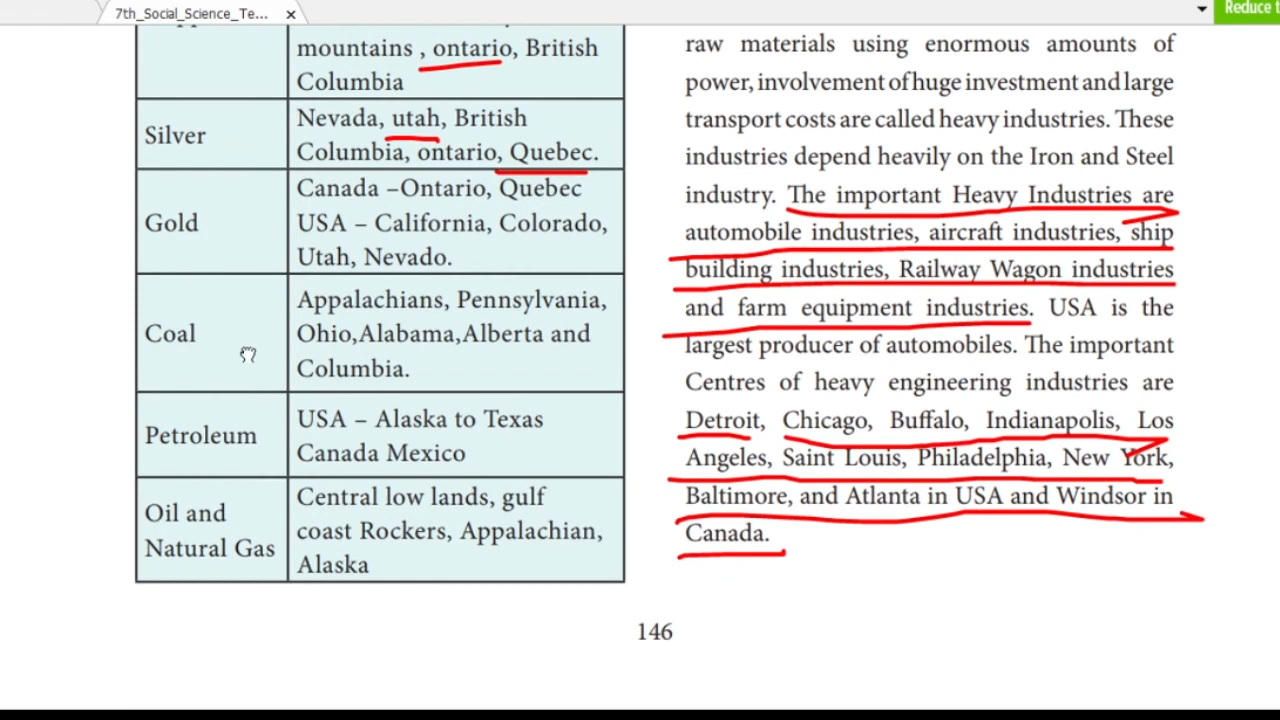 7th_Social_Science_Te...
Reduce t
mountains , ontario, British
Columbia
Silver
Nevada, utah, British
Columbia, ontario, Quebec.
Gold
Canada –Ontario, Quebec
USA – California, Colorado,
Utah, Nevado.
Coal
Appalachians, Pennsylvania,
Ohio,Alabama,Alberta and
Columbia.
Petroleum
USA – Alaska to Texas
Canada Mexico
Oil and
Natural Gas
Central low lands, gulf
coast Rockers, Appalachian,
Alaska
raw materials using enormous amounts of
power, involvement of huge investment and large
transport costs are called heavy industries. These
industries depend heavily on the Iron and Steel
industry. The important Heavy Industries are
automobile industries, aircraft industries, ship
building industries, Railway Wagon industries
and farm equipment industries. USA is the
largest producer of automobiles. The important
Centres of heavy engineering industries are
Detroit, Chicago, Buffalo, Indianapolis, Los
Angeles, Saint Louis, Philadelphia, New York,
Baltimore, and Atlanta in USA and Windsor in
Canada.
146